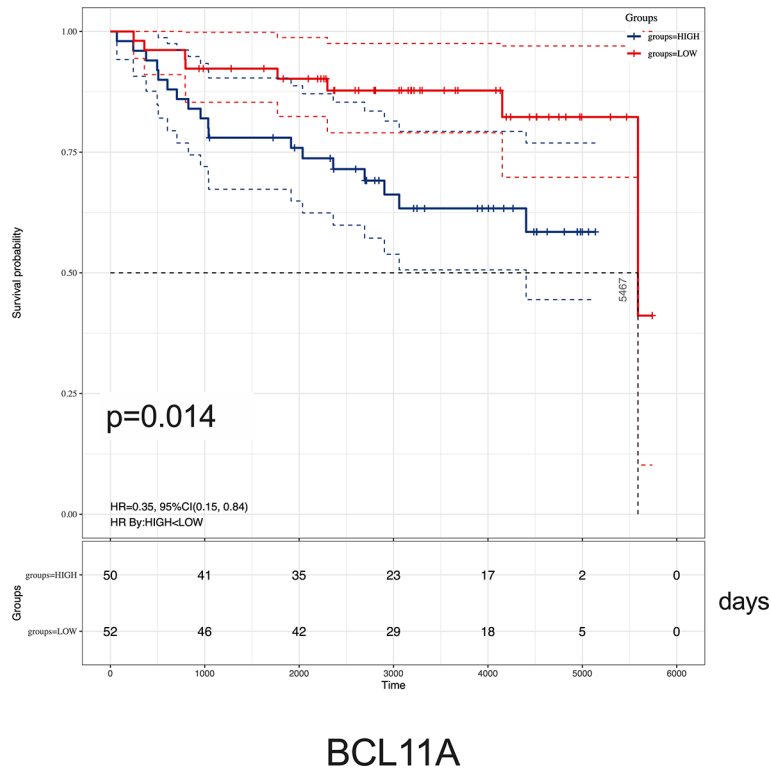 Groups
groups=HIGH
groups=LOW
1.00
0.75
0.50
0.25
0.00
Survival probability
5467
p=0.014
HR=0.35, 95%CI(0.15, 0.84)
HR By:HIGH<LOW
Groups
groups=HIGH 50 41 35 23 17 2 0
groups=LOW 52 46 42 29 18 5 0
days
0 1000 2000 3000 4000 5000 6000
Time
BCL11A